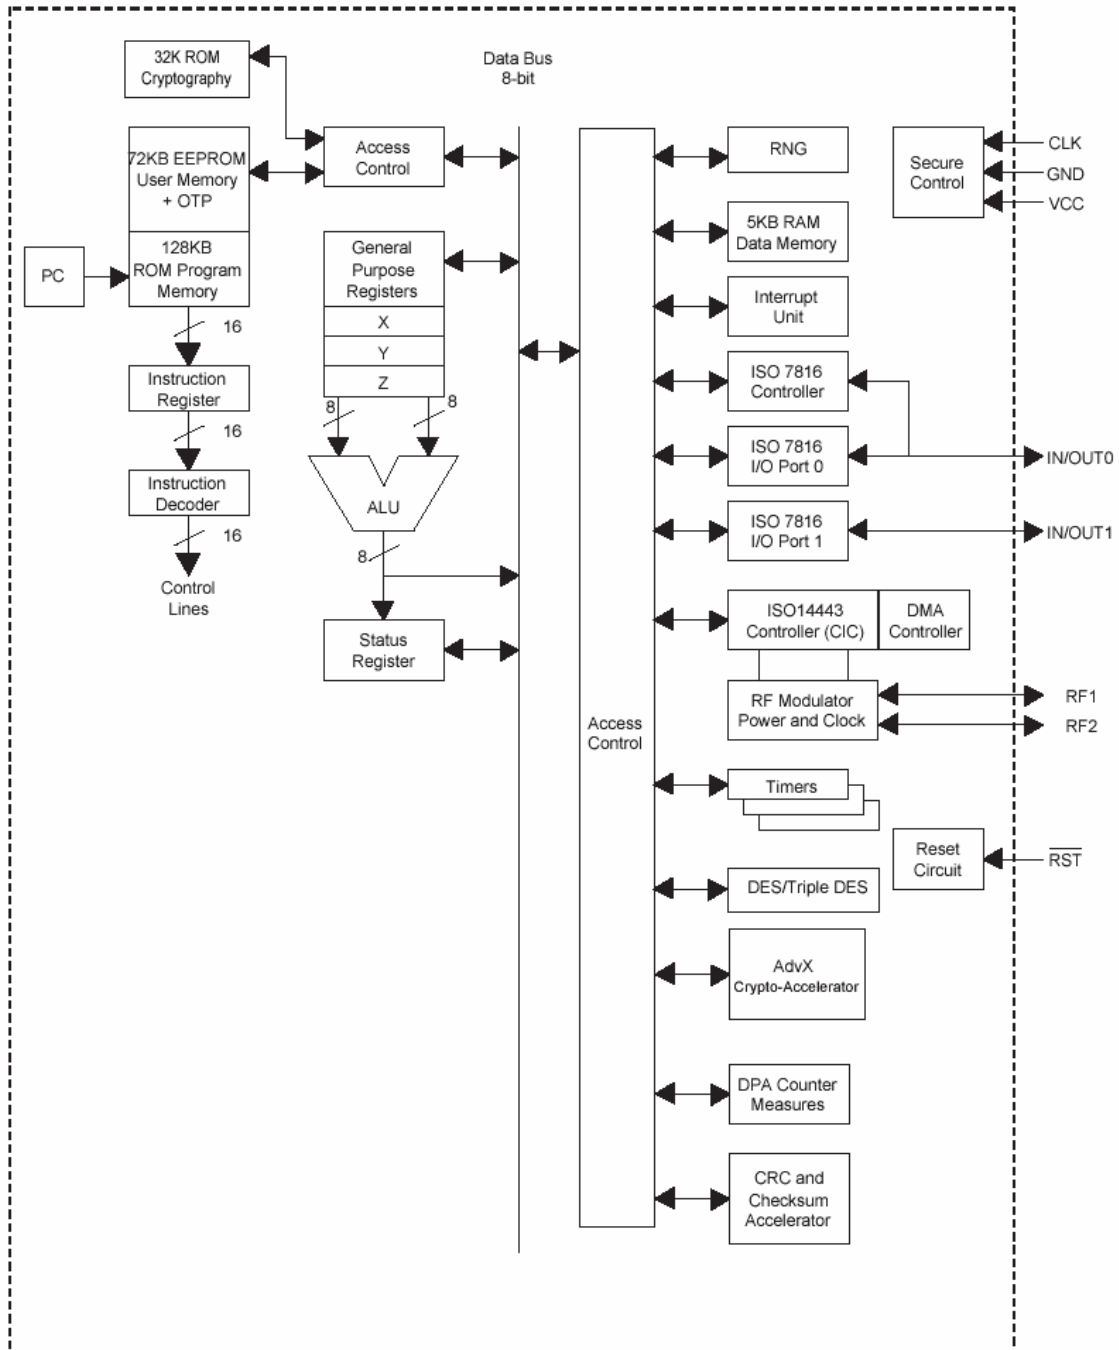 32K ROM
Cryptography
Data Bus
8-bit
72KB EEPROM
User Memory
+ OTP
Access
Control
RNG
Secure
Control
CLK
GND
VCC
5KB RAM
Data Memory
PC
128KB
ROM Program
Memory
General
Purpose
Registers
X
Y
Z
Interrupt
Unit
16
Instruction
Register
ISO 7816
Controller
8
8
16
ISO 7816
I/O Port 0
IN/OUT0
Instruction
Decoder
ALU
ISO 7816
I/O Port 1
IN/OUT1
16
8
Control
Lines
Status
Register
ISO14443
Controller (CIC)
DMA
Controller
RF Modulator
Power and Clock
RF1
RF2
Access
Control
Timers
Reset
Circuit
RST
DES/Triple DES
AdvX
Crypto-Accelerator
DPA Counter
Measures
CRC and
Checksum
Accelerator